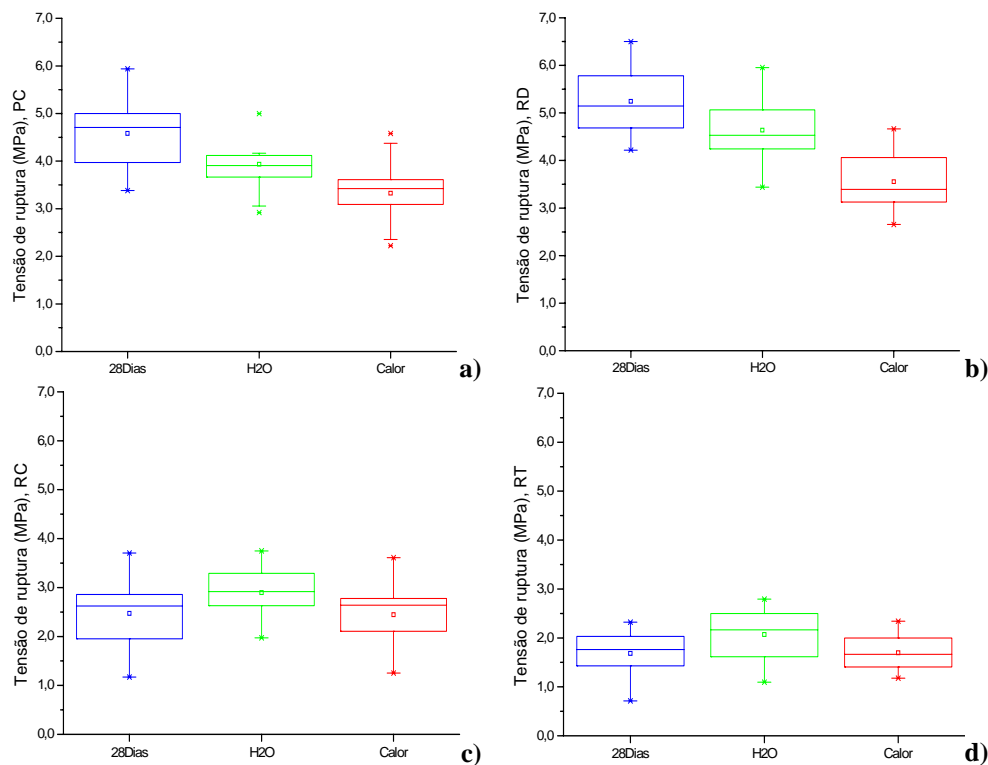 Tensão de ruptura (MPa), PC
7,0
6,0
5,0
4,0
3,0
2,0
1,0
0,0
28Dias H2O Calor
a)
Tensão de ruptura (MPa), RD
7,0
6,0
5,0
4,0
3,0
2,0
1,0
0,0
28Dias H2O Calor
b)
Tensão de ruptura (MPa), RC
7,0
6,0
5,0
4,0
3,0
2,0
1,0
0,0
28Dias H2O Calor
c)
Tensão de ruptura (MPa), RT
7,0
6,0
5,0
4,0
3,0
2,0
1,0
0,0
28Dias H2O Calor
d)